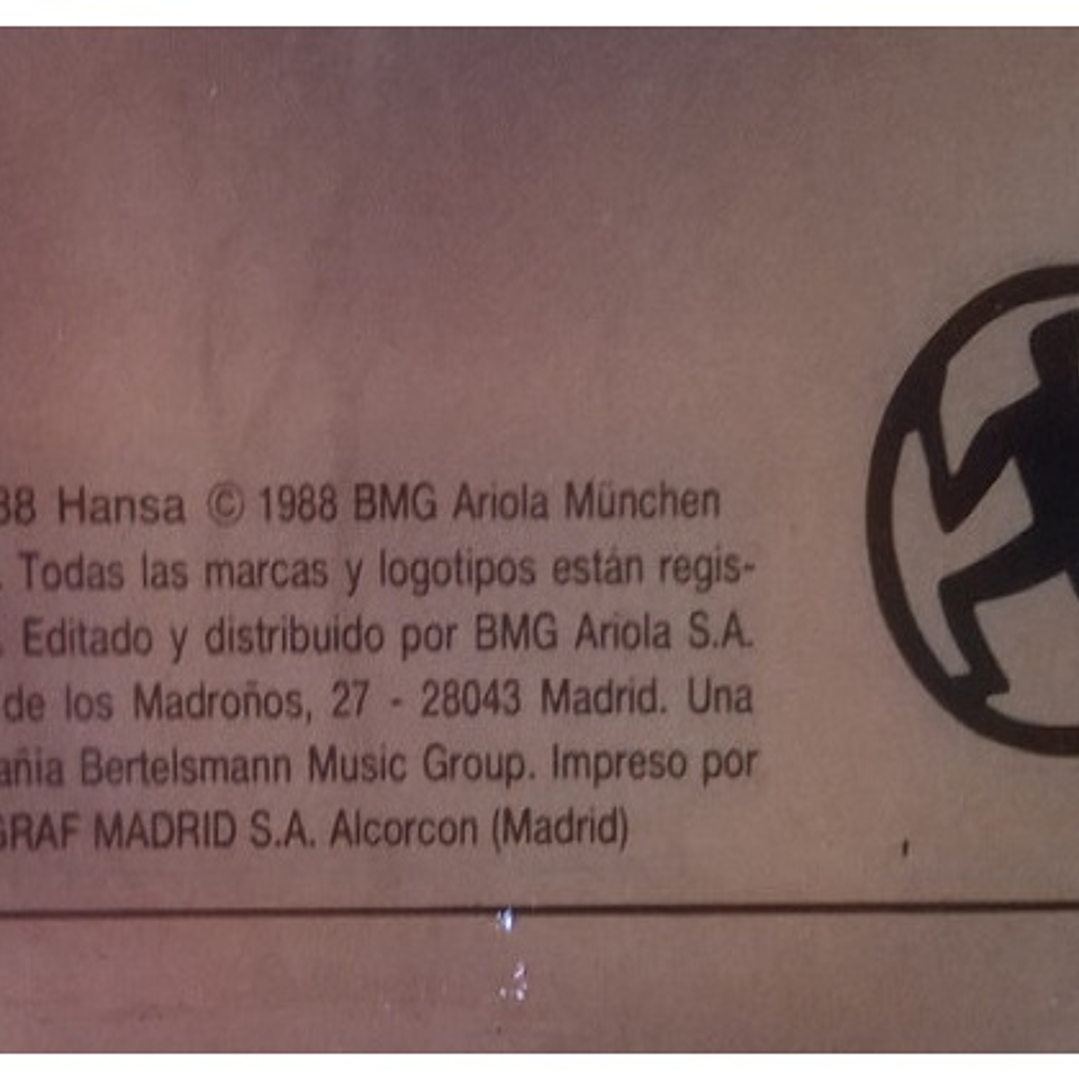 88 Hansa © 1988 BMG Ariola München
. Todas las marcas y logotipos están regis-
. Editado y distribuido por BMG Ariola S.A.
de los Madroños, 27 - 28043 Madrid. Una
añia Bertelsmann Music Group. Impreso por
GRAF MADRID S.A. Alcorcon (Madrid)